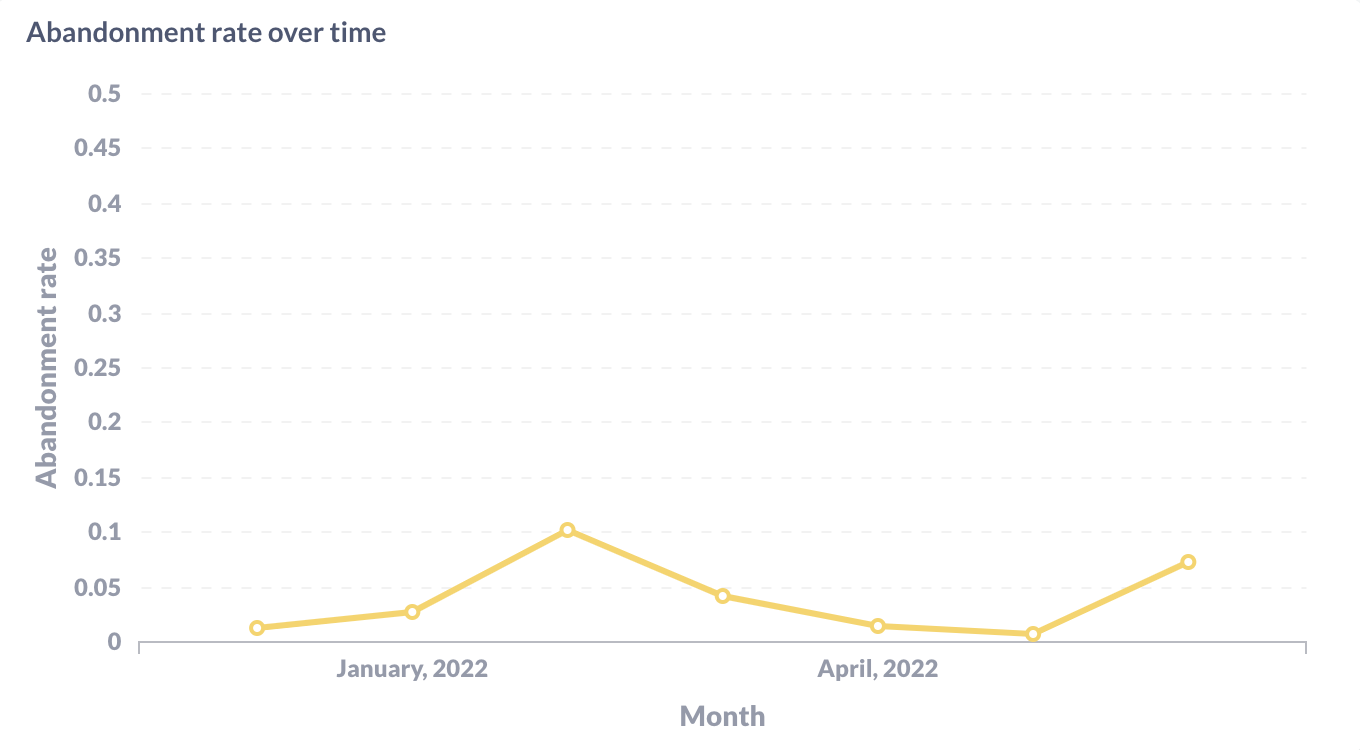 Abandonment rate over time
0.5
0.45
0.4
0.35
0.3
0.25
0.2
0.15
0.1
0.05
0
Abandonment rate
January, 2022
April, 2022
Month